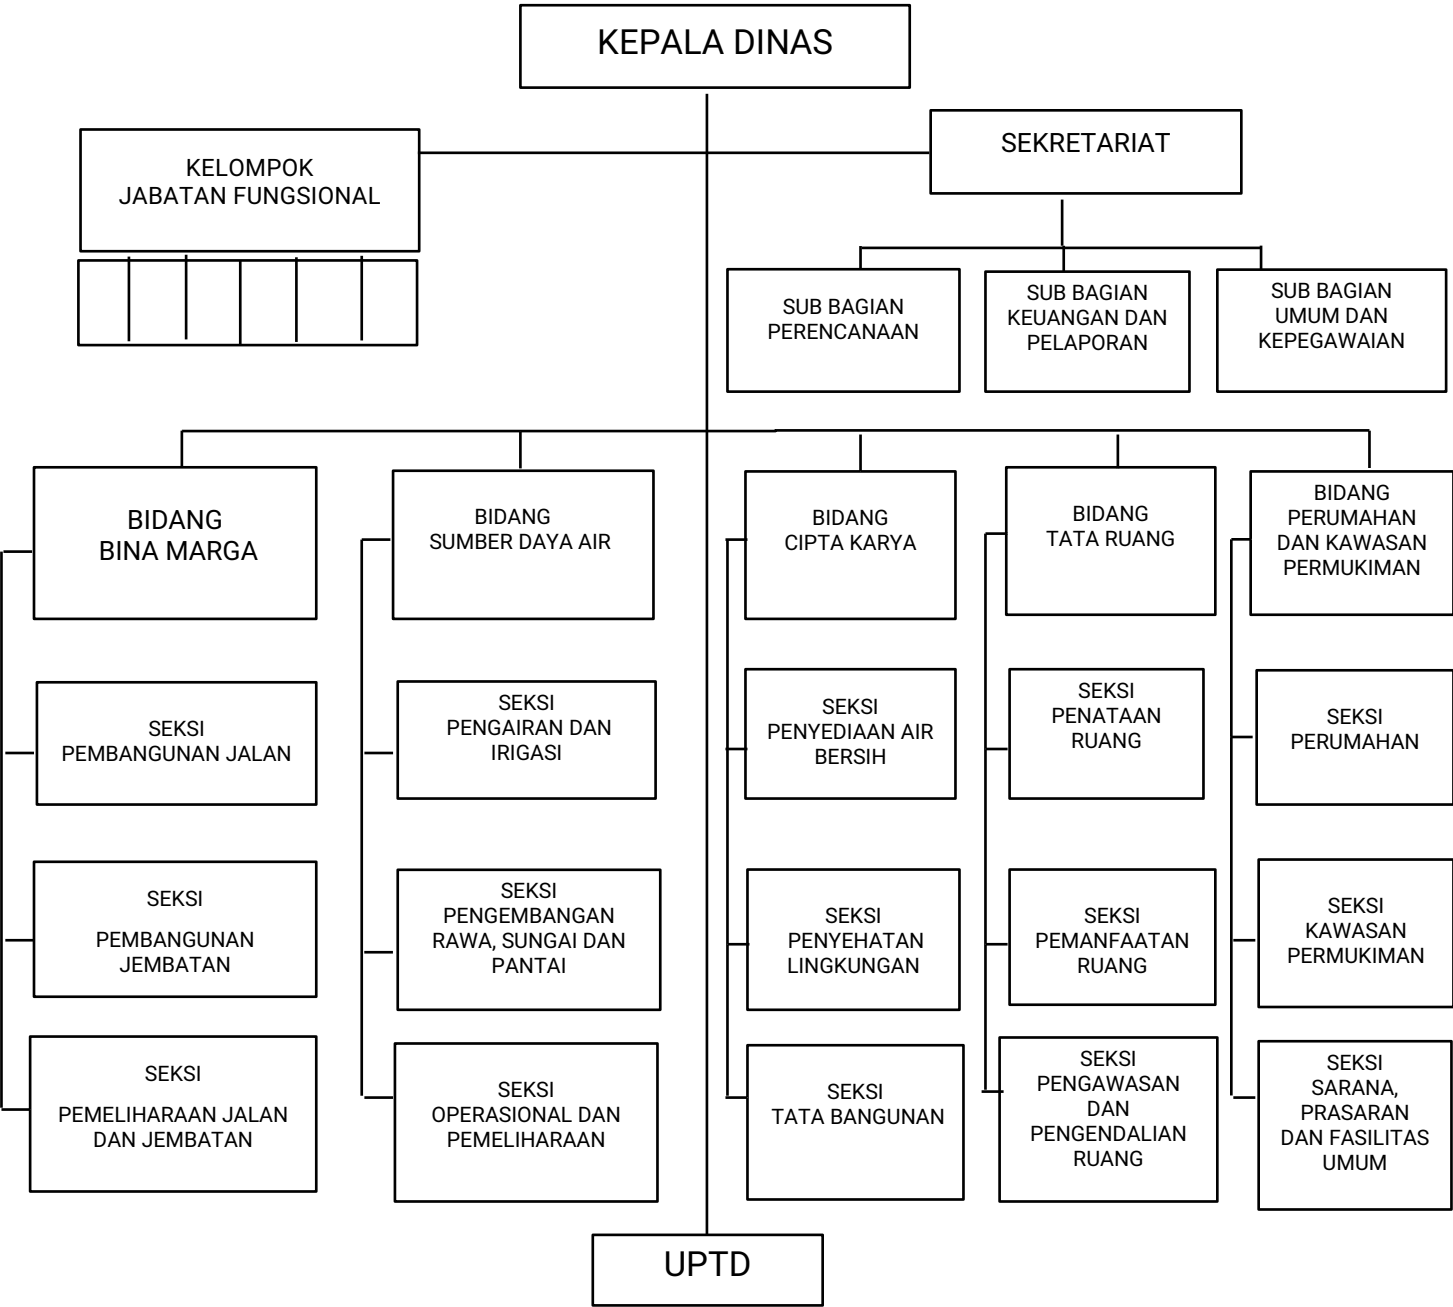 KEPALA DINAS
KELOMPOK
JABATAN FUNGSIONAL
SEKRETARIAT
SUB BAGIAN
PERENCANAAN
SUB BAGIAN
KEUANGAN DAN
PELAPORAN
SUB BAGIAN
UMUM DAN
KEPEGAWAIAN
BIDANG
BINA MARGA
BIDANG
SUMBER DAYA AIR
BIDANG
CIPTA KARYA
BIDANG
TATA RUANG
BIDANG
PERUMAHAN
DAN KAWASAN
PERMUKIMAN
SEKSI
PEMBANGUNAN JALAN
SEKSI
PENGAIRAN DAN
IRIGASI
SEKSI
PENYEDIAAN AIR
BERSIH
SEKSI
PENATAAN
RUANG
SEKSI
PERUMAHAN
SEKSI
PEMBANGUNAN
JEMBATAN
SEKSI
PENGEMBANGAN
RAWA, SUNGAI DAN
PANTAI
SEKSI
PENYEHATAN
LINGKUNGAN
SEKSI
PEMANFAATAN
RUANG
SEKSI
KAWASAN
PERMUKIMAN
SEKSI
PEMELIHARAAN JALAN
DAN JEMBATAN
SEKSI
OPERASIONAL DAN
PEMELIHARAAN
SEKSI
TATA BANGUNAN
SEKSI
PENGAWASAN
DAN
PENGENDALIAN
RUANG
SEKSI
SARANA,
PRASARAN
DAN FASILITAS
UMUM
UPTD